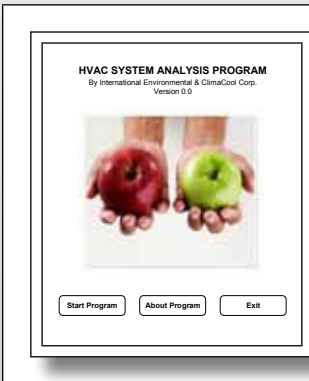 HVAC SYSTEM ANALYSIS PROGRAM
By International Environmental & ClimaCool Corp.
Version 0.0
Start Program
About Program
Exit